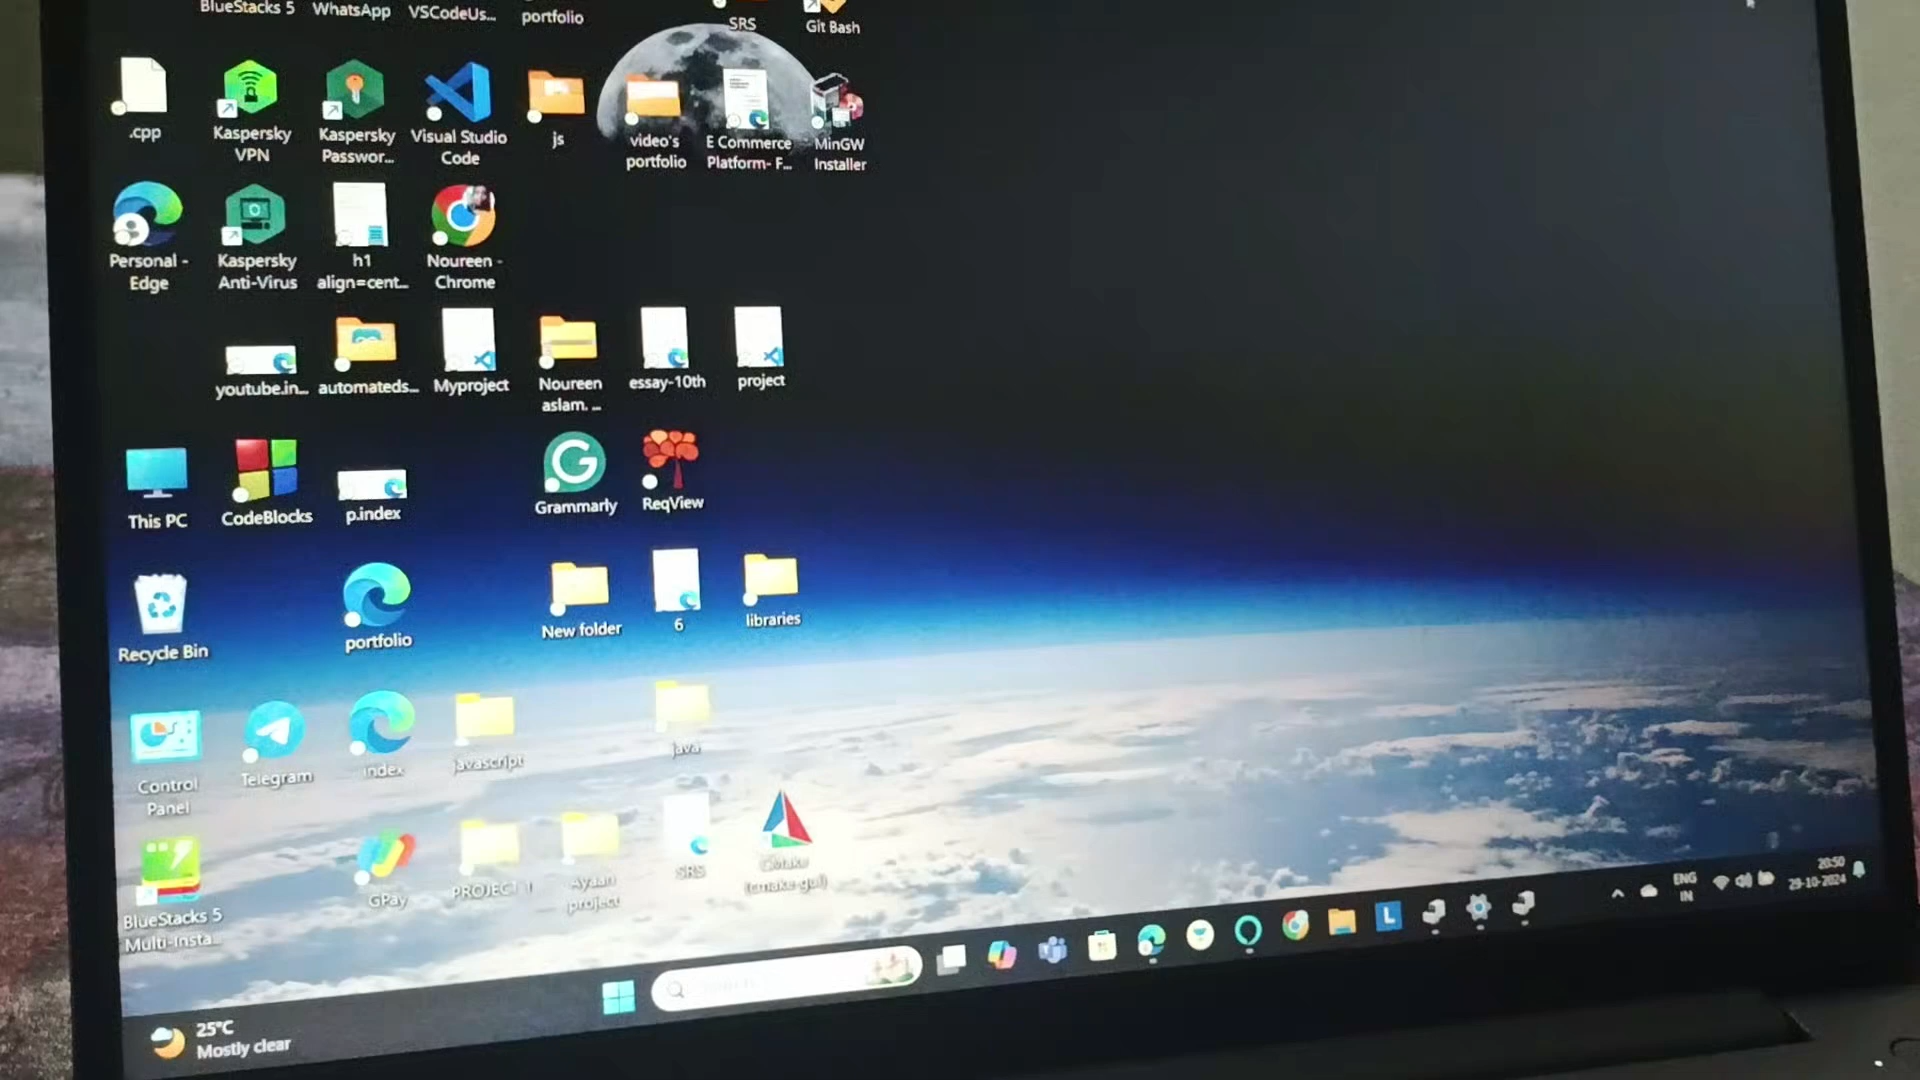 BlueStacks 5
WhatsApp
VSCodeUs...
portfolio
SRS
Git Bash
.cpp
Kaspersky
VPN
Kaspersky
Passwor...
Visual Studio
Code
js
video's
portfolio
E Commerce
Platform- F...
MinGW
Installer
Personal -
Edge
Kaspersky
Anti-Virus
h1
align=cent...
Noureen -
Chrome
youtube.in...
automateds...
Myproject
Noureen
aslam. ...
essay-10th
project
This PC
CodeBlocks
p.index
Grammarly
ReqView
Recycle Bin
portfolio
New folder
6
libraries
Control
Panel
Telegram
index
javascript
java
BlueStacks 5
Multi-Insta...
GPay
PROJECT 1
Ayaan
project
SRS
CMake
(cmake-gui)
25°C
Mostly clear
ENG
IN
20:50
29-10-2024